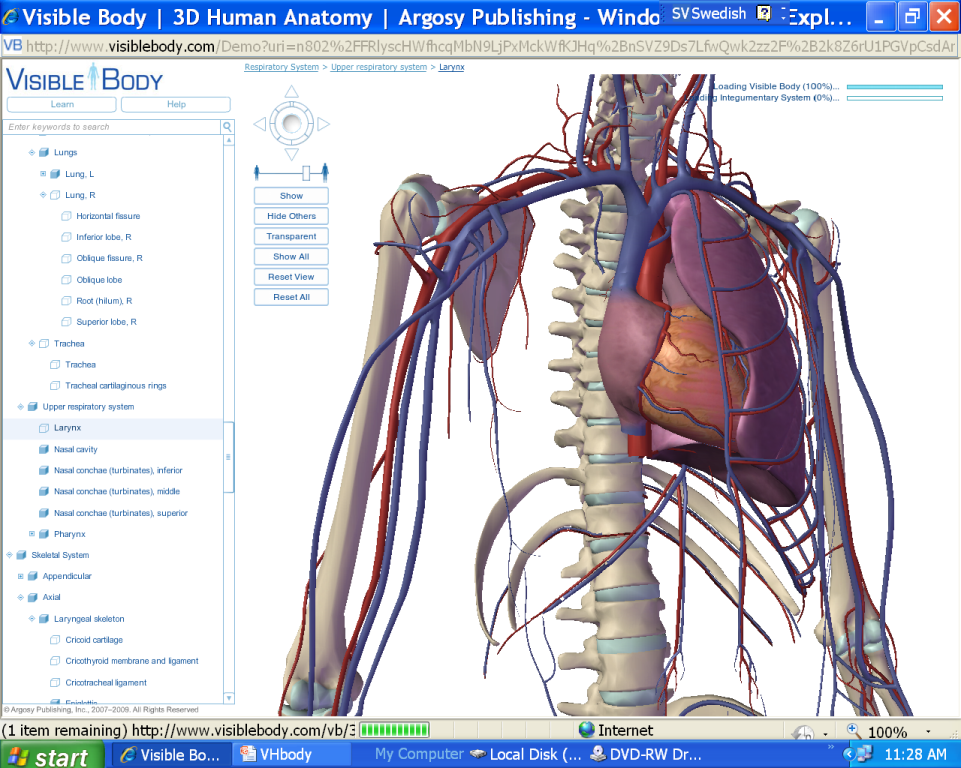 Visible Body | 3D Human Anatomy | Argosy Publishing - Windo
SV Swedish
Expl...
http://www.visiblebody.com/Demo?uri=n802%2FFRIyscHWfhcqMbN9LjPxMckWfKJHq%2BnSVZ9Ds7LfwQwk2zz2F%2B2k8Z6rU1PGVpCsdAr
VISIBLE BODY
Learn
Help
Enter keywords to search
Respiratory System > Upper respiratory system > Larynx
Loading Visible Body (100%)...
ding Integumentary System (0%)...
Lungs
Lung, L
Lung, R
Horizontal fissure
Inferior lobe, R
Oblique fissure, R
Oblique lobe
Root (hilum), R
Superior lobe, R
Trachea
Trachea
Tracheal cartilaginous rings
Upper respiratory system
Larynx
Nasal cavity
Nasal conchae (turbinates), inferior
Nasal conchae (turbinates), middle
Nasal conchae (turbinates), superior
Pharynx
Skeletal System
Appendicular
Axial
Laryngeal skeleton
Cricoid cartilage
Cricothyroid membrane and ligament
Cricotracheal ligament
Epiglottis
Show
Hide Others
Transparent
Show All
Reset View
Reset All
© Argosy Publishing, Inc., 2007-2009. All Rights Reserved
(1 item remaining) http://www.visiblebody.com/vb/3
Internet
100%
start
Visible Bo...
VHbody
My Computer
Local Disk (...
DVD-RW Dr...
11:28 AM